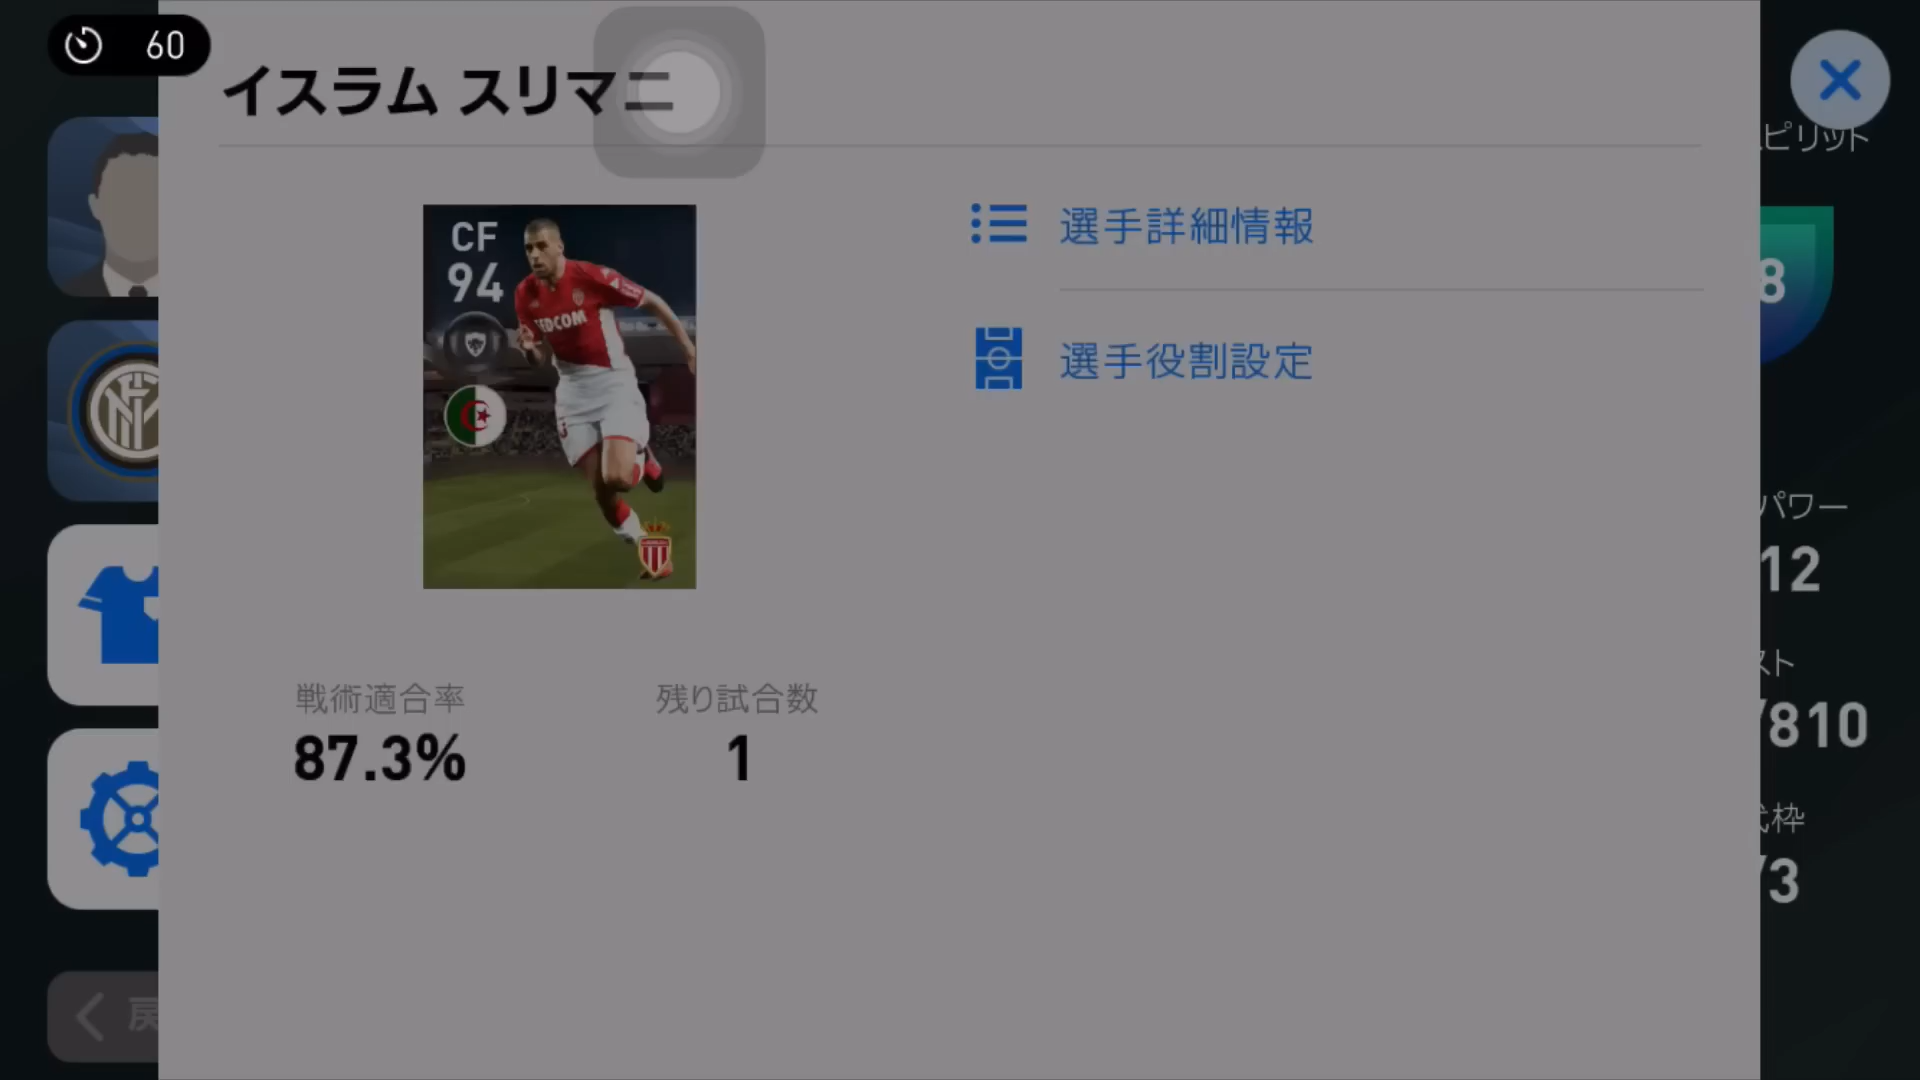 60
イスラム スリマニ
CF
94
EDCOM
選手詳細情報
選手役割設定
戦術適合率
87.3%
残り試合数
1
ピリット
8
パワー
12
スト
/810
枠
/3
戻